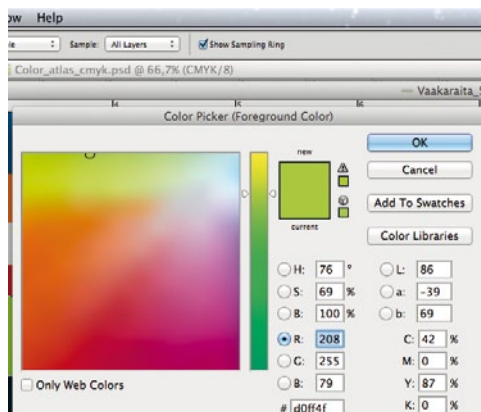 Help
Sample: All Layers Show Sampling Ring
Color_atlas_cmyk.psd @ 66,7% (CMYK/8)
Vaakaraita_
Color Picker (Foreground Color)
new
current
OK
Cancel
Add To Swatches
Color Libraries
H: 76 ° L: 86
S: 69 % a: -39
B: 100 % b: 69
R: 208 C: 42 %
G: 255 M: 0 %
B: 79 Y: 87 %
# d0ff4f K: 0 %
Only Web Colors